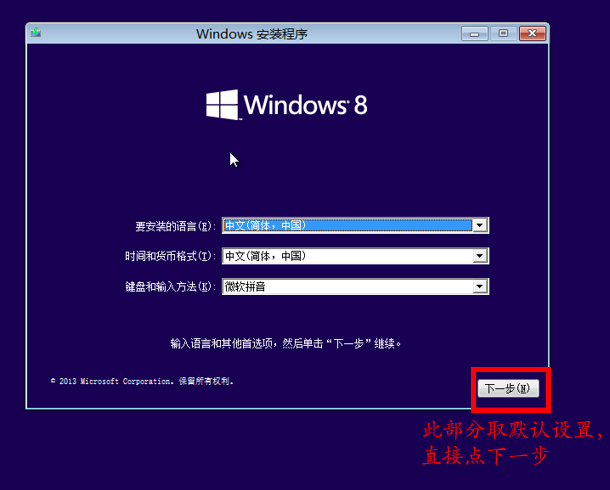 Windows 安装程序
Windows 8
要安装的语言(E):
中文(简体，中国)
时间和货币格式(T):
中文(简体，中国)
键盘和输入方法(K):
微软拼音
输入语言和其他首选项，然后单击“下一步”继续。
© 2013 Microsoft Corporation。保留所有权利。
下一步(N)
此部分取默认设置，
直接点下一步